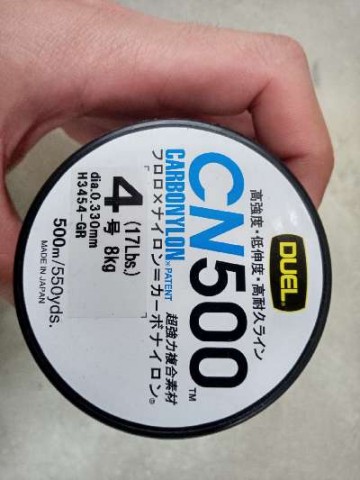 DUEL
高強度・低伸度・高耐久ライン
CN500™
CARBONYLON® PATENT 超強力複合素材
フロロ×ナイロン=カーボナイロン®
(17Lbs.)
4号 8kg
dia.0.330mm
H3454-GR
500m/550yds.
MADE IN JAPAN